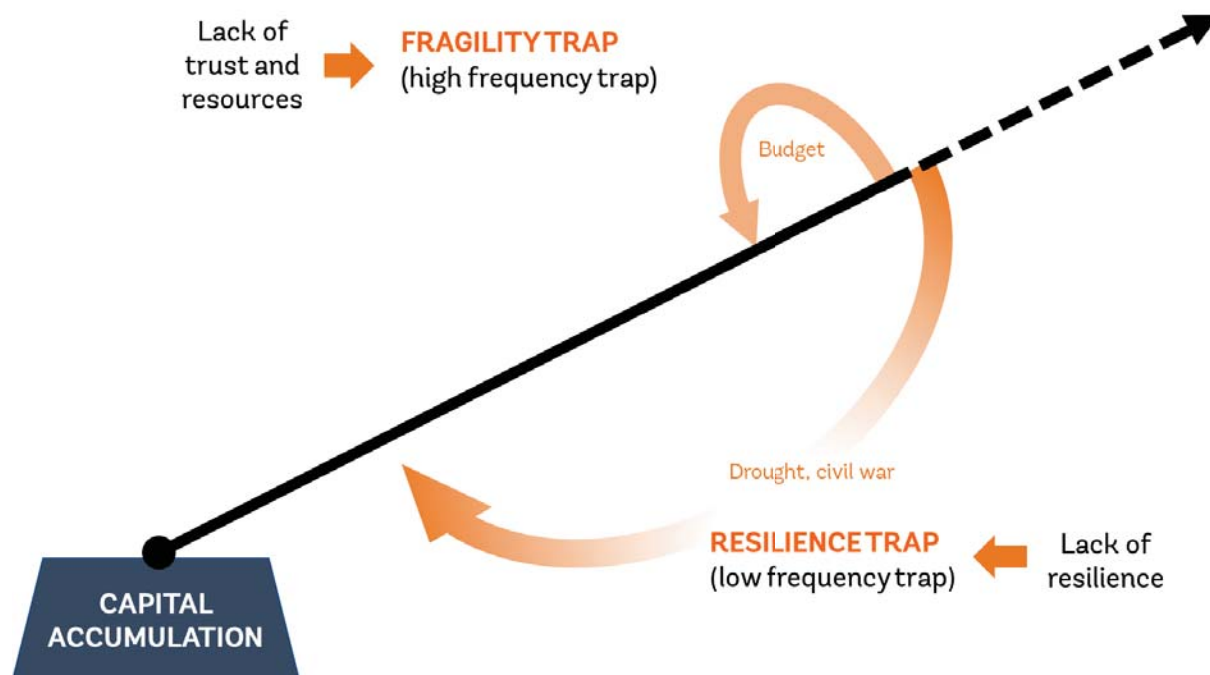 Lack of
trust and
resources
FRAGILITY TRAP
(high frequency trap)
Budget
Drought, civil war
RESILIENCE TRAP
(low frequency trap)
Lack of
resilience
CAPITAL
ACCUMULATION